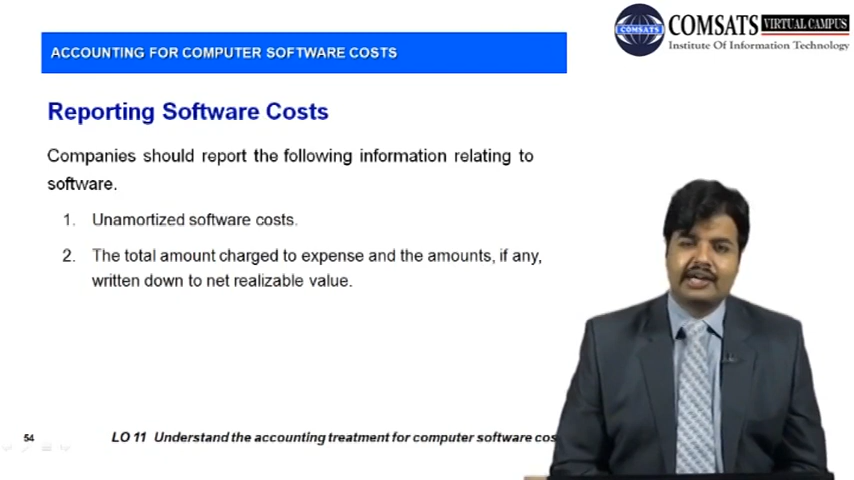 COMSATS VIRTUAL CAMPUS
COMSATS
Institute Of Information Technology
ACCOUNTING FOR COMPUTER SOFTWARE COSTS
Reporting Software Costs
Companies should report the following information relating to
software.
1. Unamortized software costs.
2. The total amount charged to expense and the amounts, if any,
written down to net realizable value.
54
LO 11 Understand the accounting treatment for computer software cos